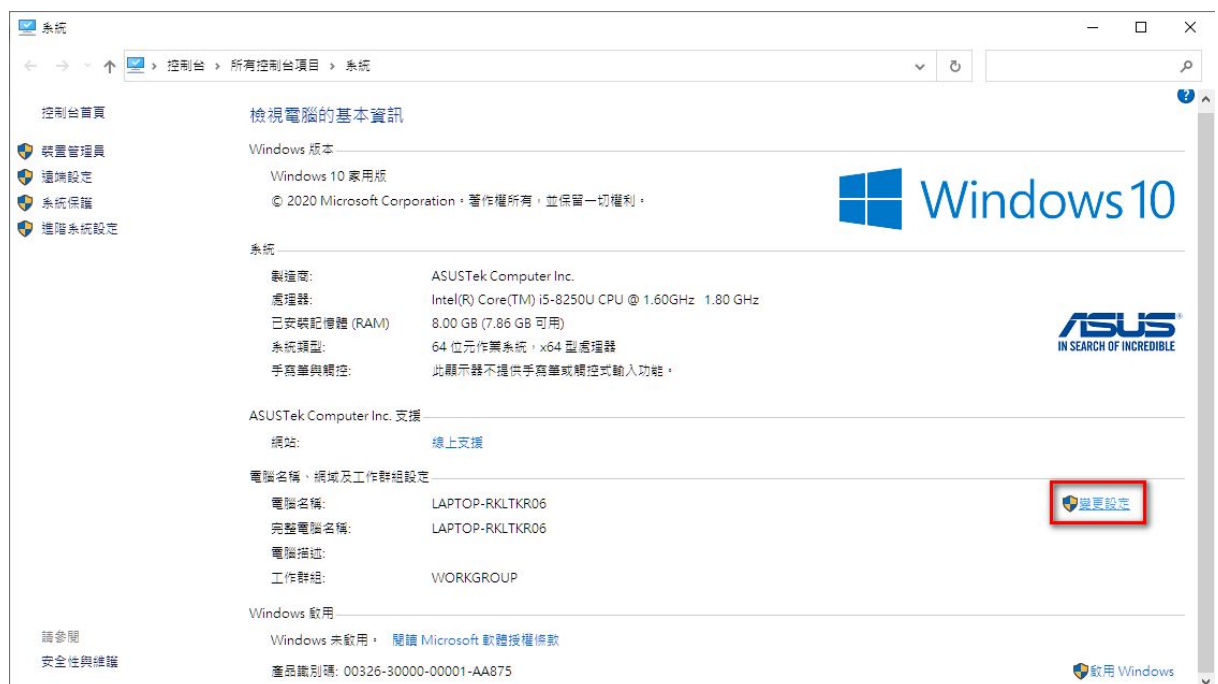 系統
控制台 › 所有控制台項目 › 系統
控制台首頁
裝置管理員
遠端設定
系統保護
進階系統設定
請參閱
安全性與維護
檢視電腦的基本資訊
Windows 版本
Windows 10 家用版
© 2020 Microsoft Corporation。著作權所有，並保留一切權利。
Windows 10
系統
製造商: ASUSTek Computer Inc.
處理器: Intel(R) Core(TM) i5-8250U CPU @ 1.60GHz 1.80 GHz
已安裝記憶體 (RAM) 8.00 GB (7.86 GB 可用)
系統類型: 64 位元作業系統，x64 型處理器
手寫筆與觸控: 此顯示器不提供手寫筆或觸控式輸入功能。
ASUS
IN SEARCH OF INCREDIBLE
ASUSTek Computer Inc. 支援
網站: 線上支援
電腦名稱、網域及工作群組設定
電腦名稱: LAPTOP-RKLTKR06 變更設定
完整電腦名稱: LAPTOP-RKLTKR06
電腦描述:
工作群組: WORKGROUP
Windows 啟用
Windows 未啟用。 閱讀 Microsoft 軟體授權條款
產品識別碼: 00326-30000-00001-AA875 啟用 Windows